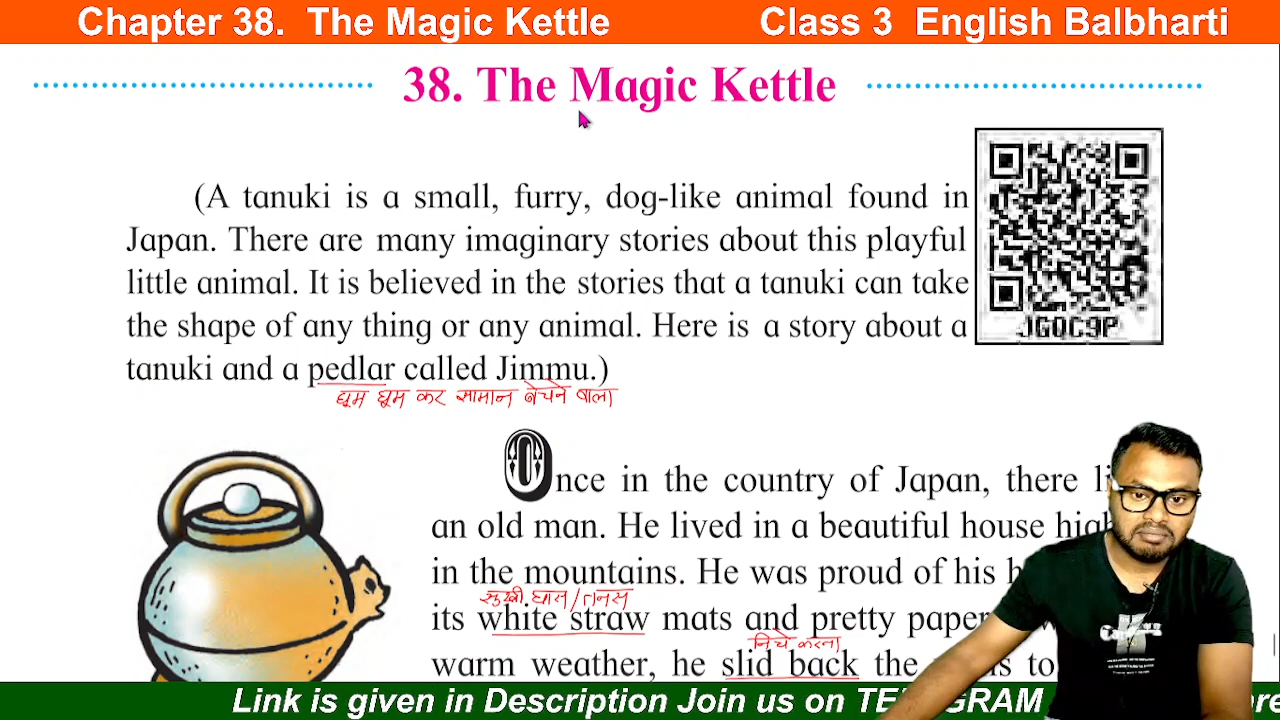 Chapter 38. The Magic Kettle
Class 3 English Balbharti
38. The Magic Kettle
(A tanuki is a small, furry, dog-like animal found in
Japan. There are many imaginary stories about this playful
little animal. It is believed in the stories that a tanuki can take
the shape of any thing or any animal. Here is a story about a
tanuki and a pedlar called Jimmu.)
घूम घूम कर सामान बेचने बाला
JGQC9P
Once in the country of Japan, there
an old man. He lived in a beautiful house
in the mountains. He was proud of his
सुखी घास/तनस
its white straw mats and pretty paper
निचे करना
warm weather, he slid back the
Link is given in Description Join us on